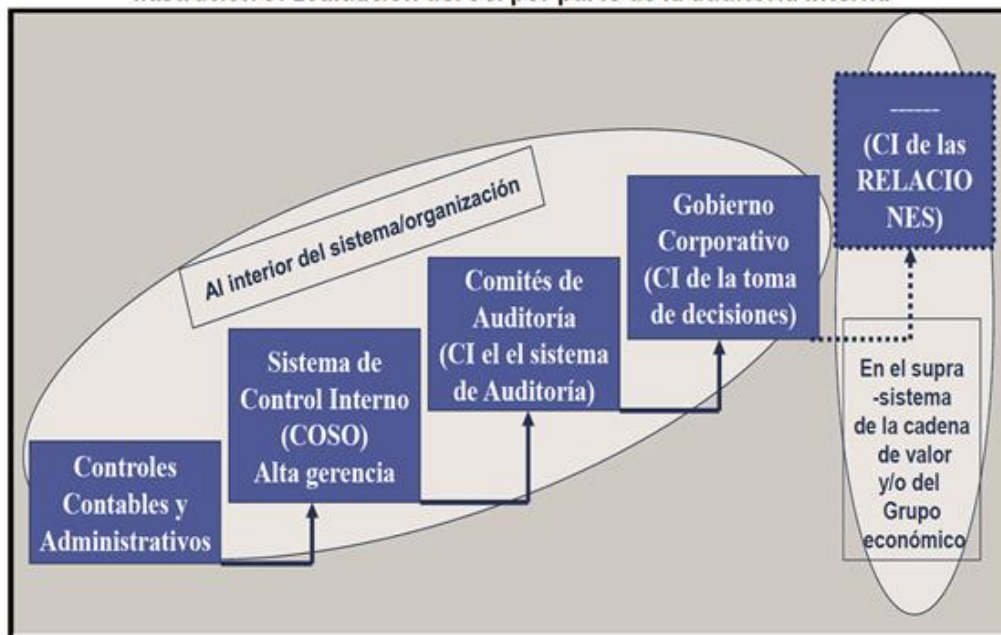 ------
(CI de las
RELACIO
NES)
Al interior del sistema/organización
Gobierno
Corporativo
(CI de la toma
de decisiones)
Comités de
Auditoría
(CI el el sistema
de Auditoría)
Sistema de
Control Interno
(COSO)
Alta gerencia
Controles
Contables y
Administrativos
En el supra
-sistema
de la cadena
de valor
y/o del
Grupo
económico